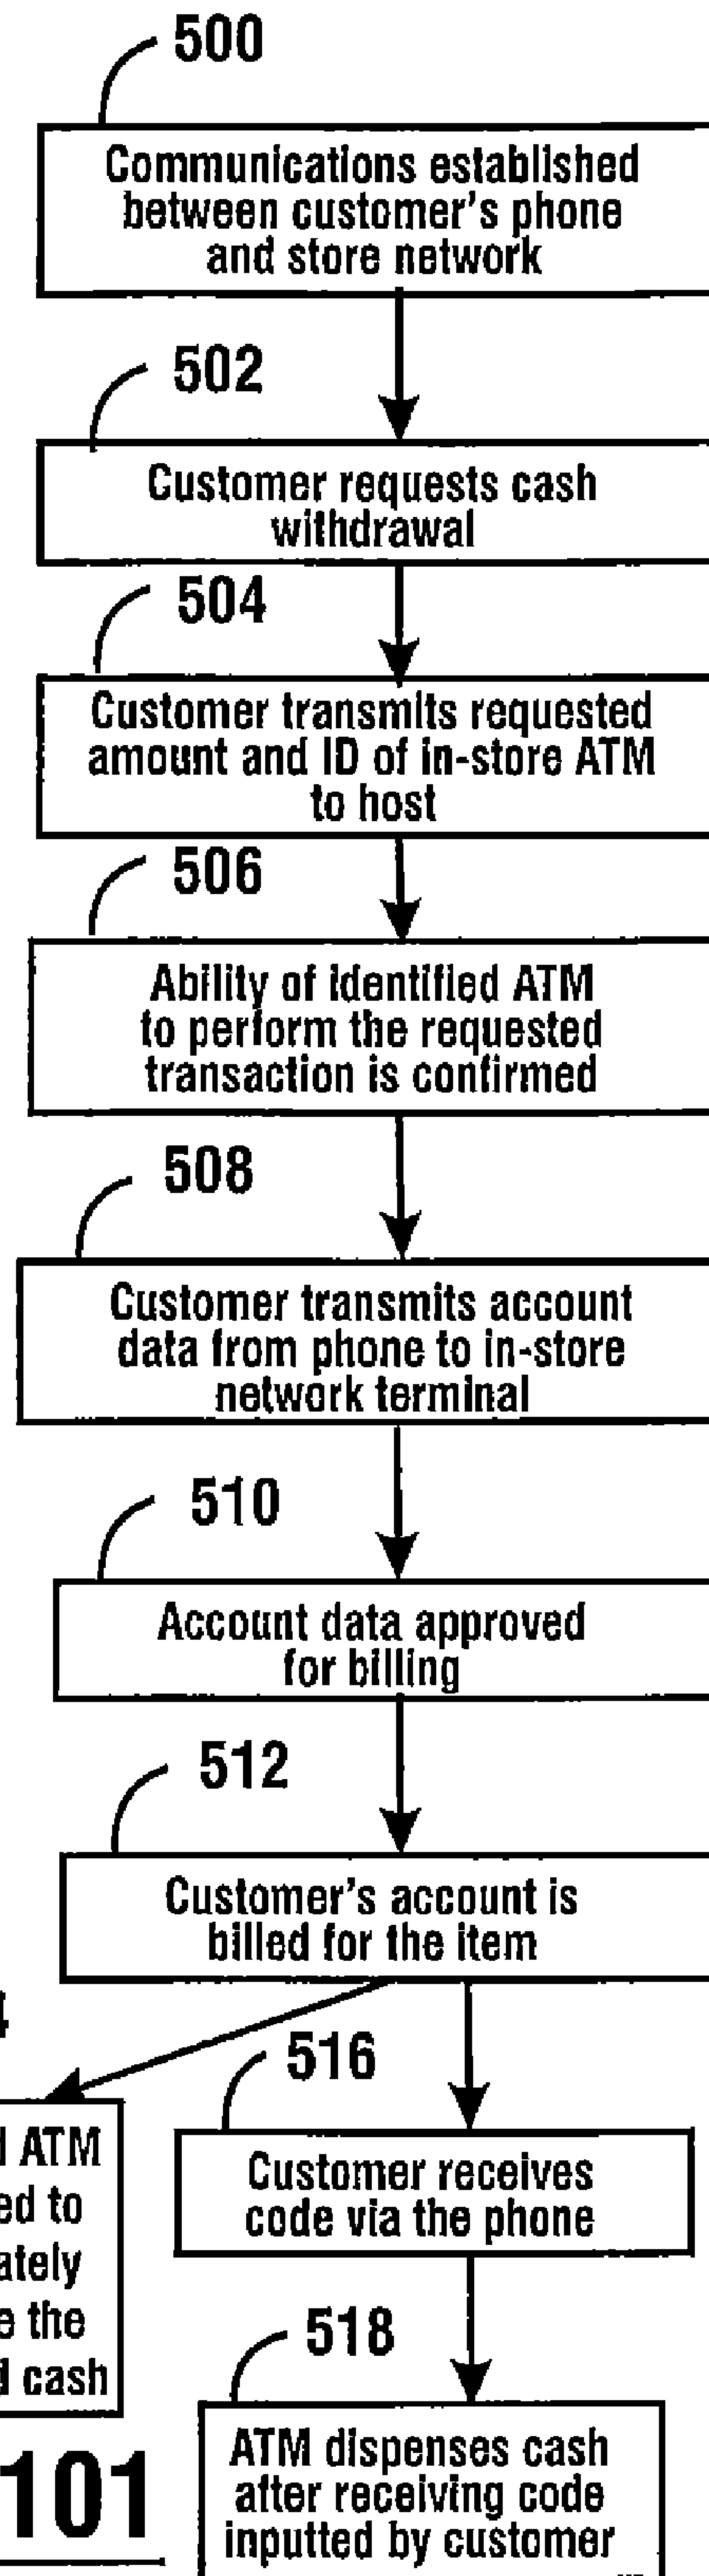 500
Communications established
between customer's phone
and store network
502
Customer requests cash
withdrawal
504
Customer transmits requested
amount and ID of in-store ATM
to host
506
Ability of identified ATM
to perform the requested
transaction is confirmed
508
Customer transmits account
data from phone to in-store
network terminal
510
Account data approved
for billing
512
Customer's account is
billed for the item
516
Customer receives
code via the phone
ATM
to
the
cash
518
ATM dispenses cash
after receiving code
inputted by customer
101